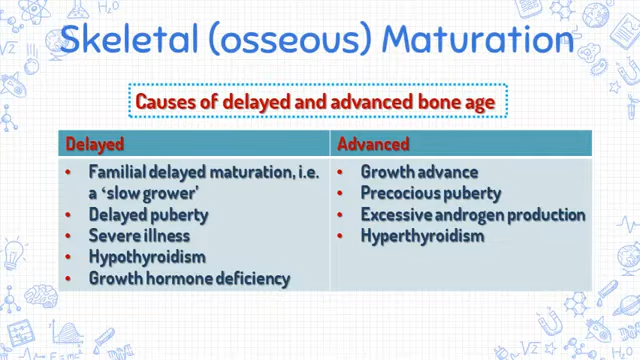 Skeletal (osseous) Maturation
Causes of delayed and advanced bone age
Delayed
• Familial delayed maturation, i.e.
a ‘slow grower’
• Delayed puberty
• Severe illness
• Hypothyroidism
• Growth hormone deficiency
Advanced
• Growth advance
• Precocious puberty
• Excessive androgen production
• Hyperthyroidism